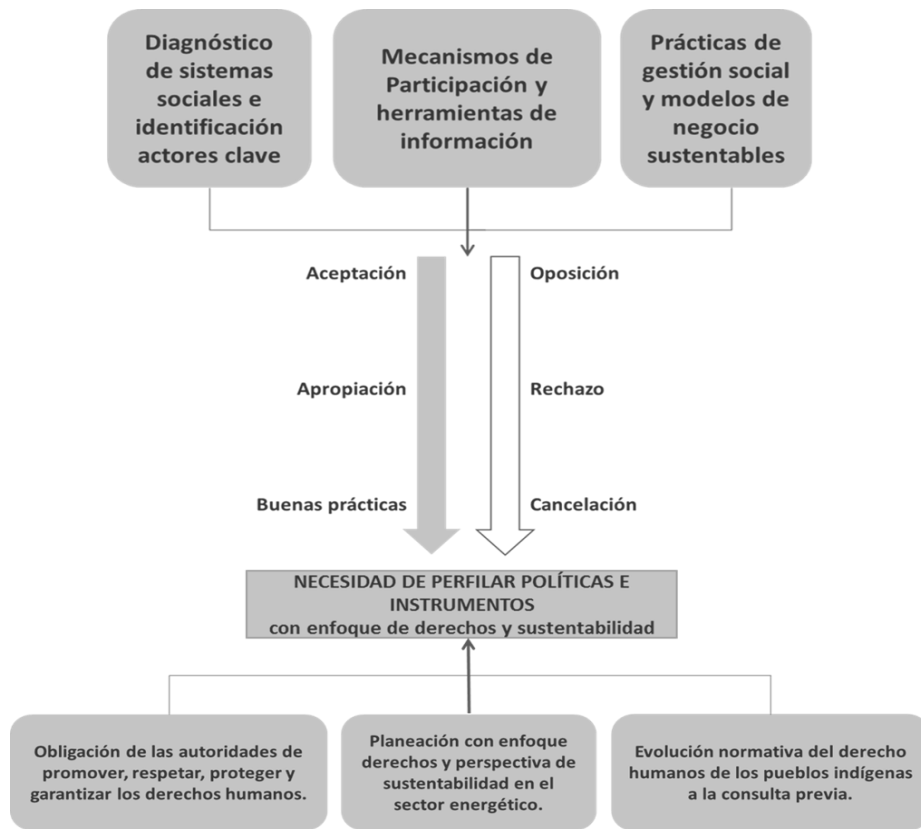 Diagnóstico
de sistemas
sociales e
identificación
actores clave
Mecanismos de
Participación y
herramientas de
información
Prácticas de
gestión social
y modelos de
negocio
sustentables
Aceptación
Oposición
Apropiación
Rechazo
Buenas prácticas
Cancelación
NECESIDAD DE PERFILAR POLÍTICAS E
INSTRUMENTOS
con enfoque de derechos y sustentabilidad
Obligación de las autoridades de
promover, respetar, proteger y
garantizar los derechos humanos.
Planeación con enfoque
derechos y perspectiva de
sustentabilidad en el
sector energético.
Evolución normativa del derecho
humanos de los pueblos indígenas
a la consulta previa.